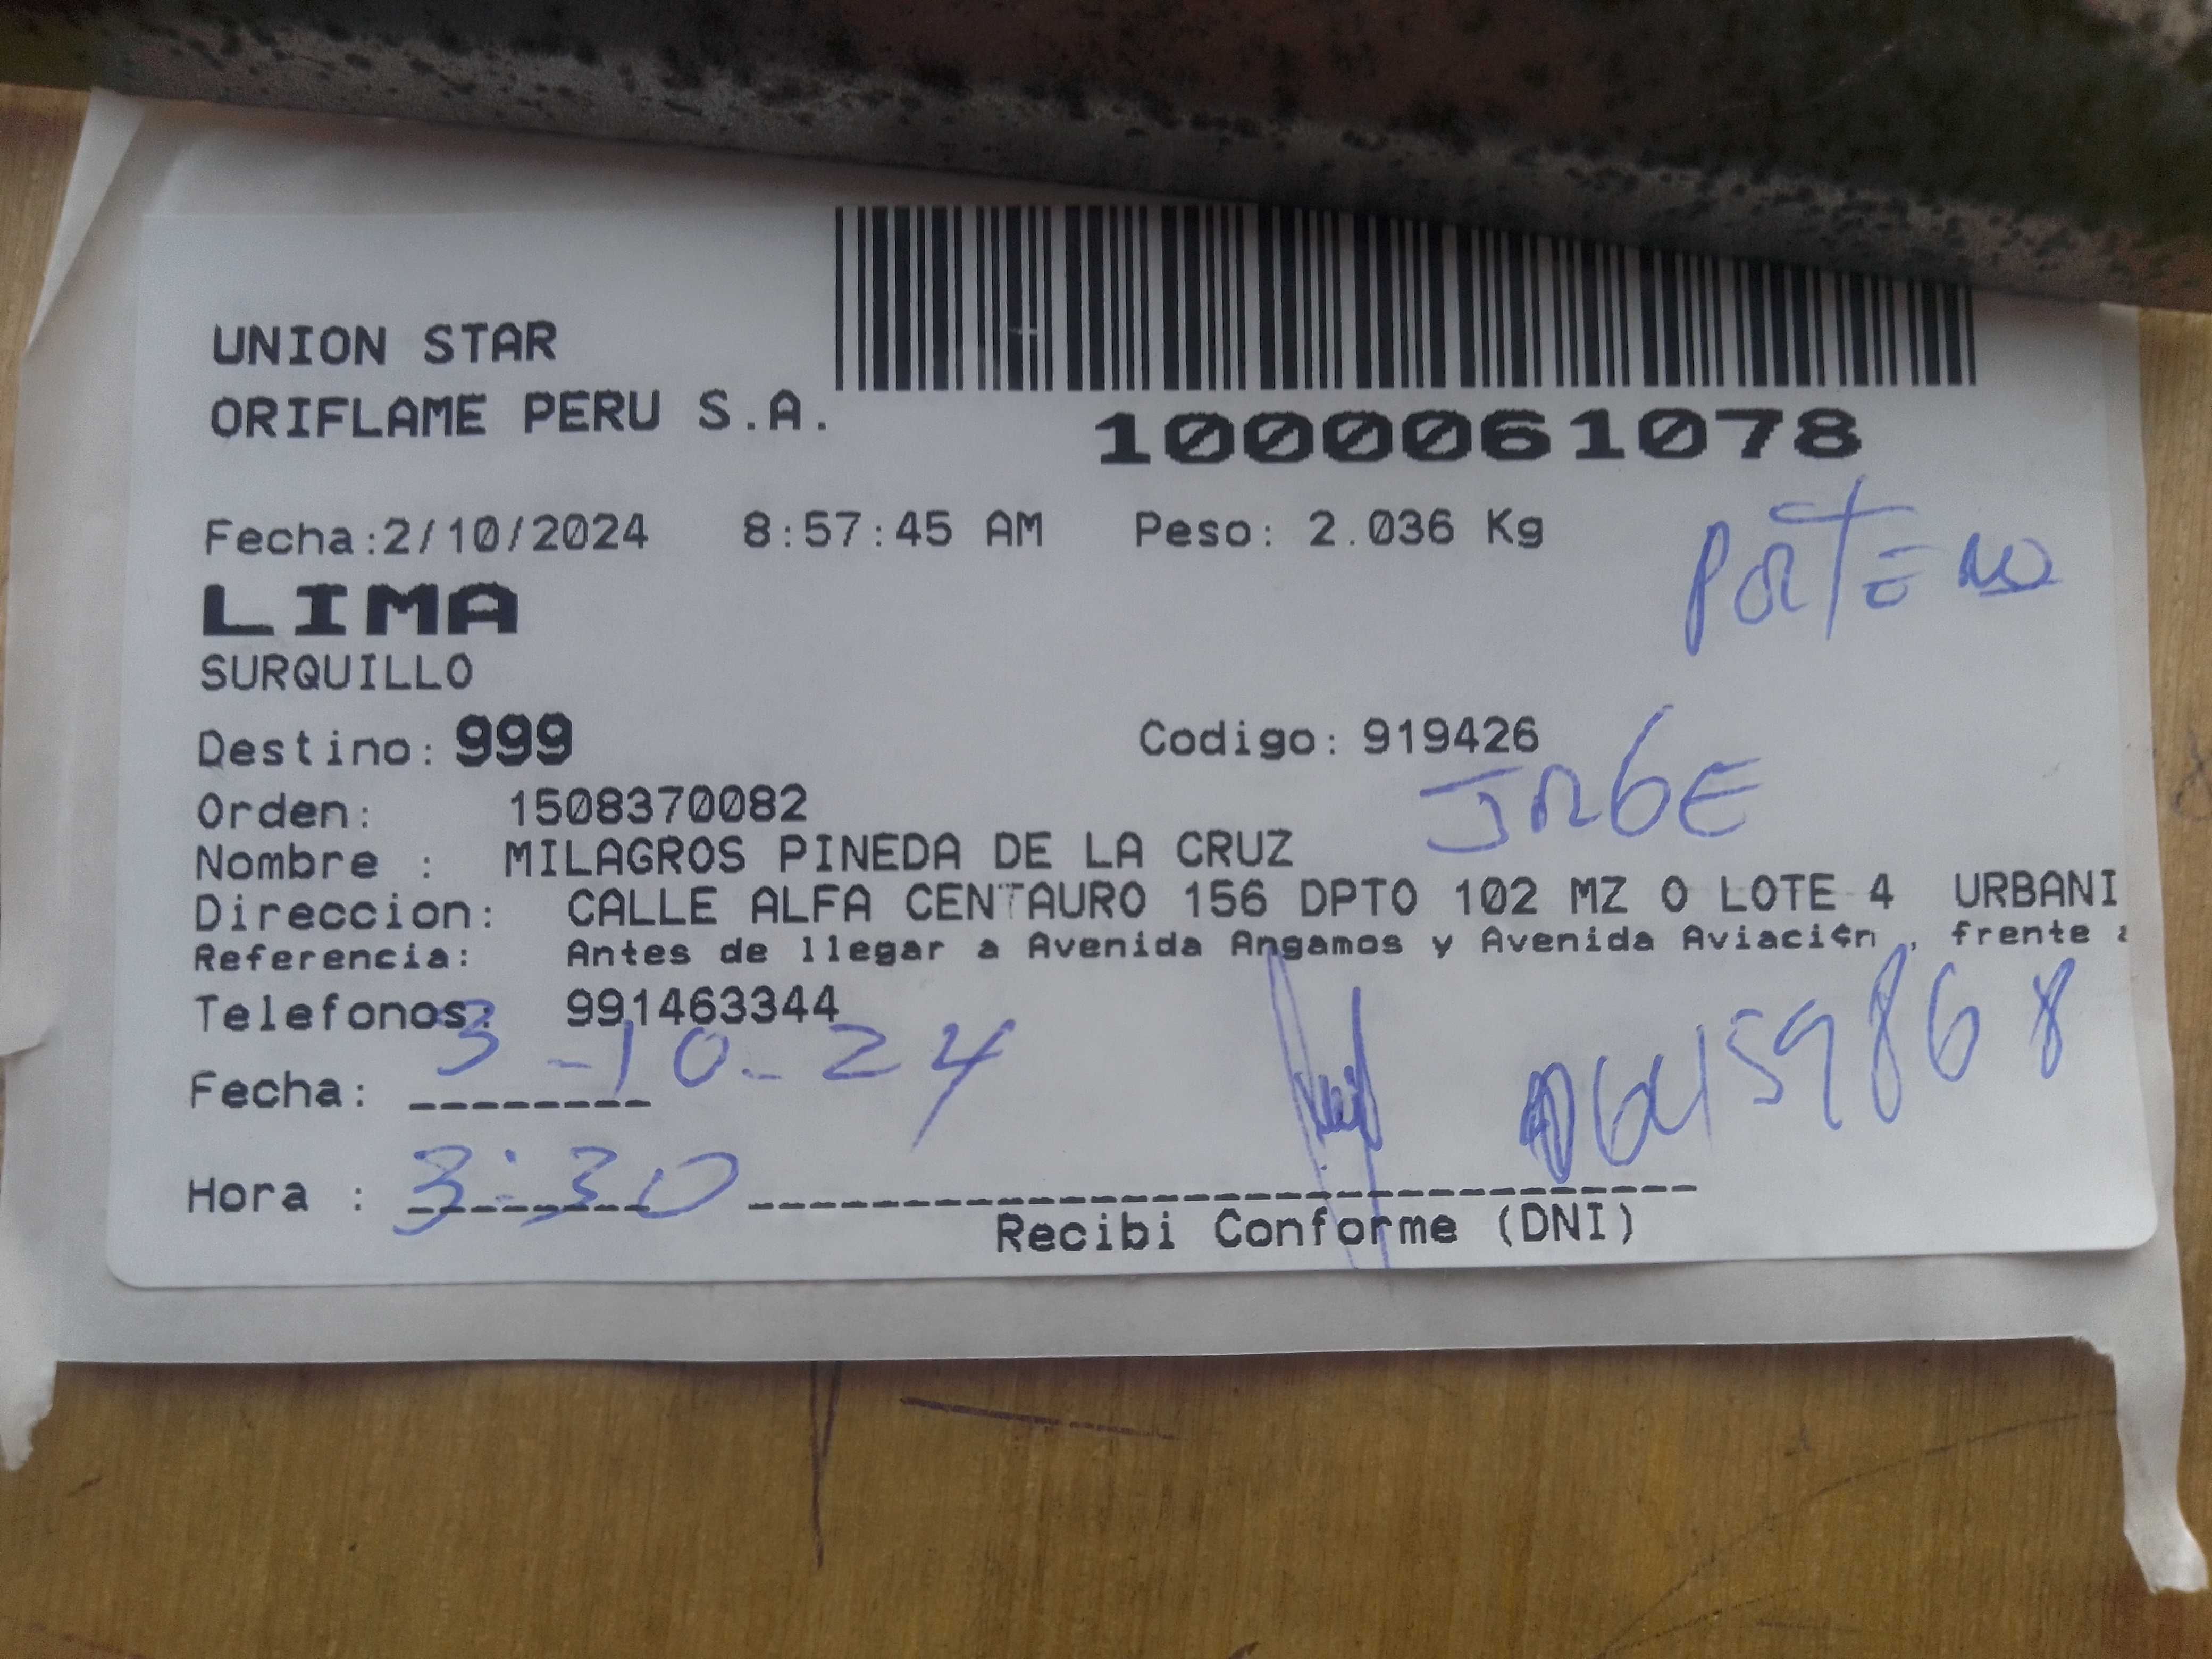 UNION STAR
ORIFLAME PERU S.A.
1000061078
Fecha:2/10/2024 8:57:45 AM Peso: 2.036 Kg
PORTERO
LIMA
SURQUILLO
Destino: 999 Codigo: 919426
JORGE
Orden: 1508370082
Nombre : MILAGROS PINEDA DE LA CRUZ
Direccion: CALLE ALFA CENTAURO 156 DPTO 102 MZ O LOTE 4 URBANI
Referencia: Antes de llegar a Avenida Angamos y Avenida Aviaci¢n , frente
Telefonos: 991463344
Fecha: 3-10-24
Hora : 3:30
Recibi Conforme (DNI)